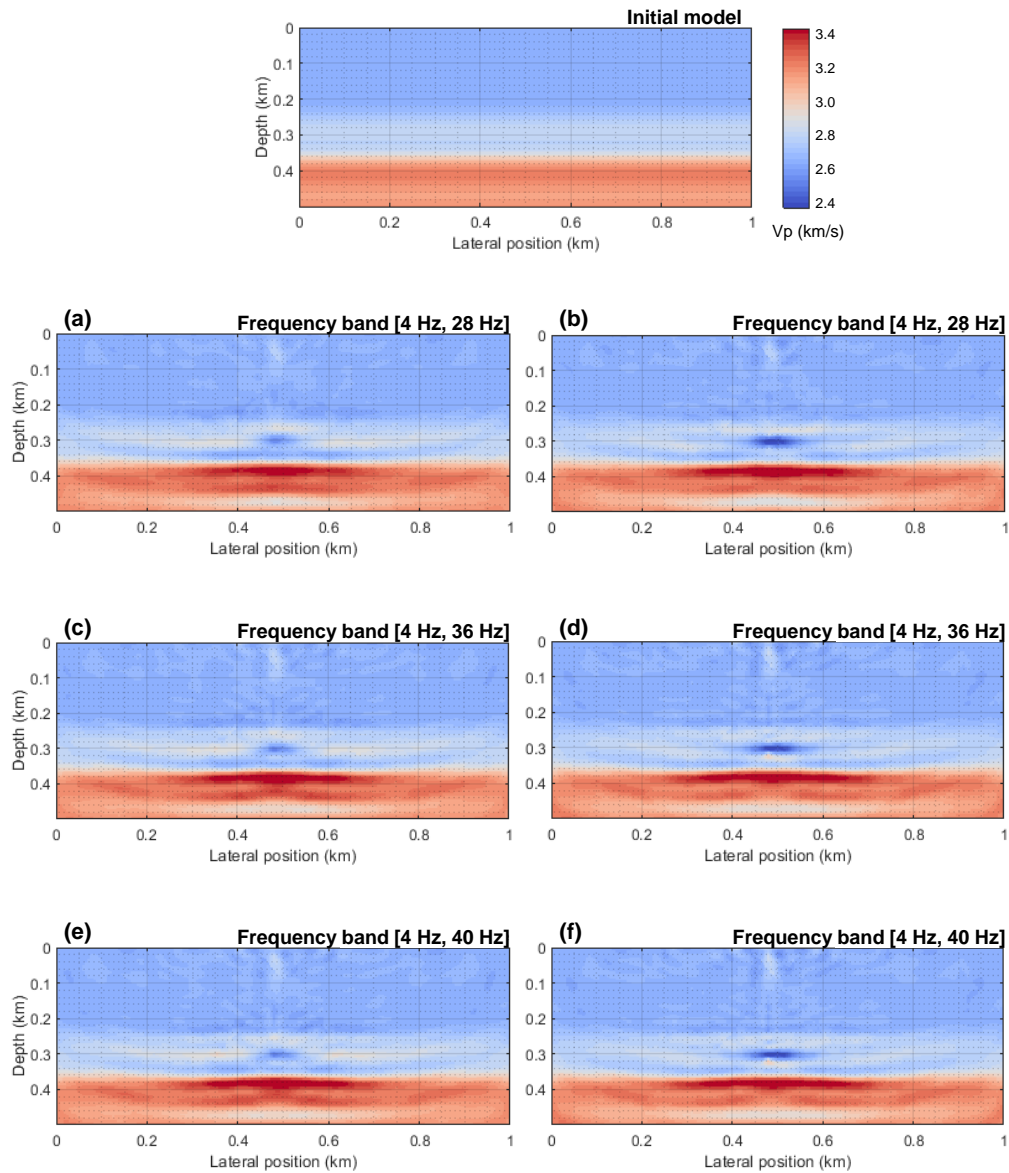 Initial model
0
0.1
0.2
0.3
0.4
Depth (km)
0 0.2 0.4 0.6 0.8 1
Lateral position (km)
3.4
3.2
3.0
2.8
2.6
2.4
Vp (km/s)
(a) Frequency band [4 Hz, 28 Hz]
0
0.1
0.2
0.3
0.4
Depth (km)
0 0.2 0.4 0.6 0.8 1
Lateral position (km)
(b) Frequency band [4 Hz, 28 Hz]
0
0.1
0.2
0.3
0.4
0 0.2 0.4 0.6 0.8 1
Lateral position (km)
(c) Frequency band [4 Hz, 36 Hz]
0
0.1
0.2
0.3
0.4
Depth (km)
0 0.2 0.4 0.6 0.8 1
Lateral position (km)
(d) Frequency band [4 Hz, 36 Hz]
0
0.1
0.2
0.3
0.4
0 0.2 0.4 0.6 0.8 1
Lateral position (km)
(e) Frequency band [4 Hz, 40 Hz]
0
0.1
0.2
0.3
0.4
Depth (km)
0 0.2 0.4 0.6 0.8 1
Lateral position (km)
(f) Frequency band [4 Hz, 40 Hz]
0
0.1
0.2
0.3
0.4
0 0.2 0.4 0.6 0.8 1
Lateral position (km)